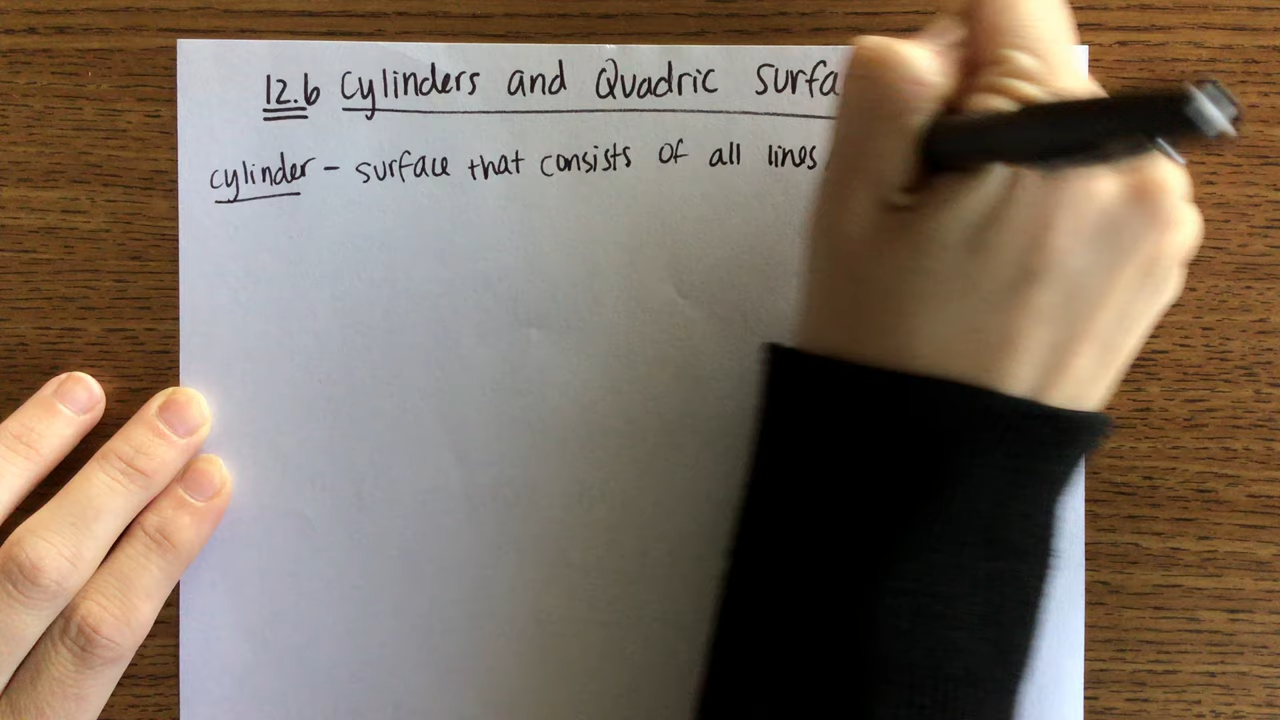 12.6 Cylinders and Quadric Surfa
cylinder - surface that consists of all lines